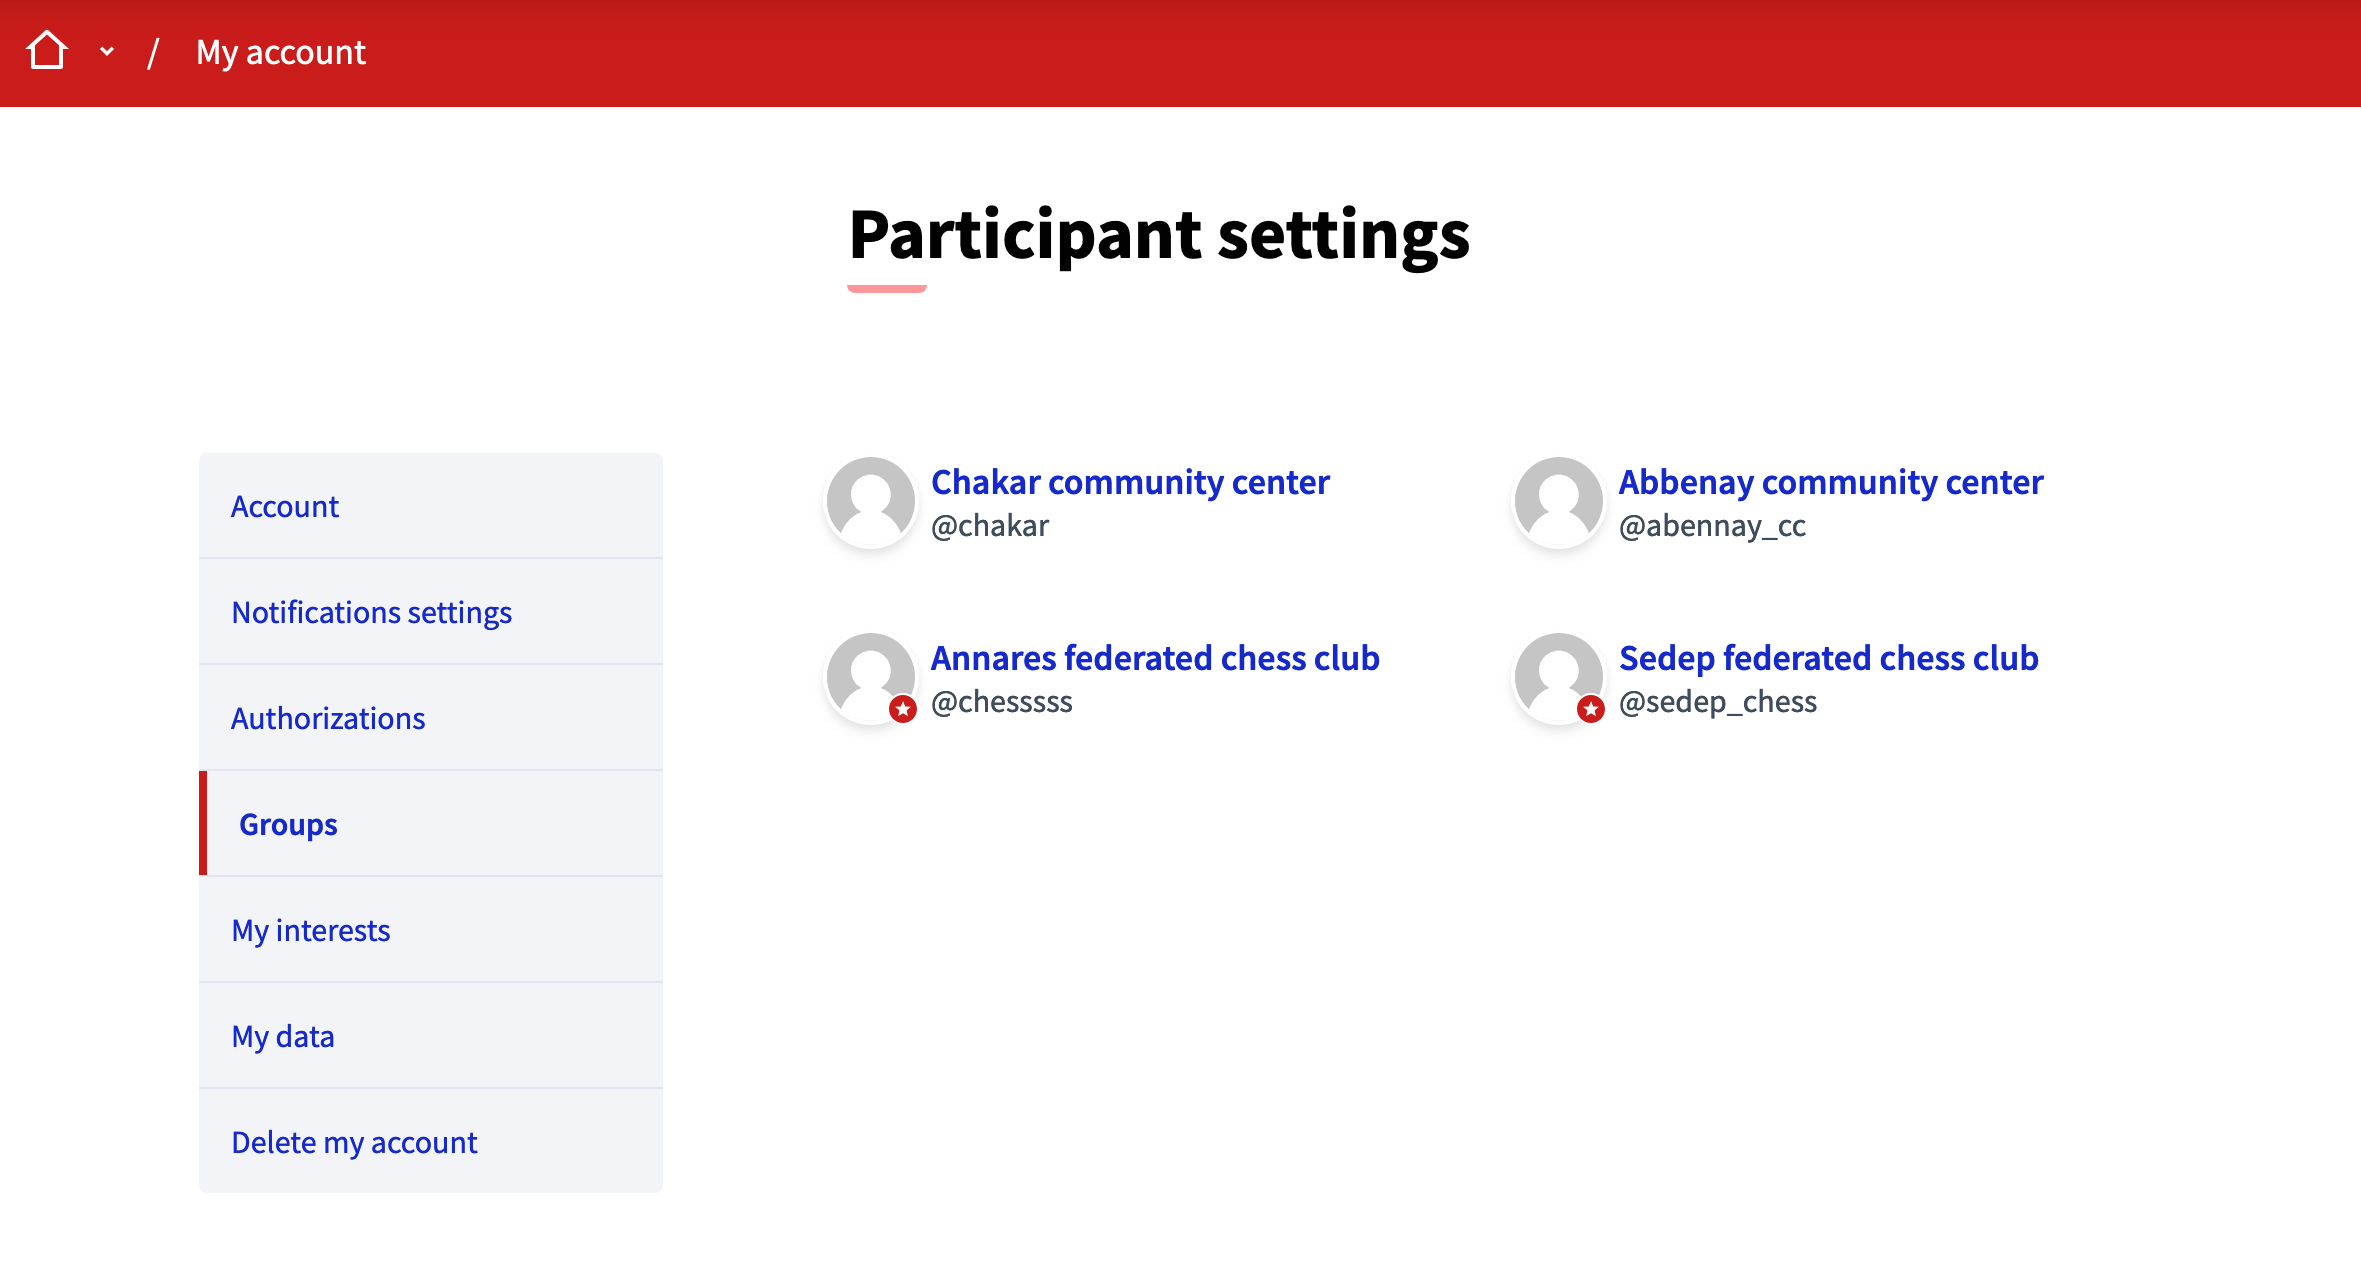 / My account
Participant settings
Account
Notifications settings
Authorizations
Groups
My interests
My data
Delete my account
Chakar community center
@chakar
Abbenay community center
@abennay_cc
Annares federated chess club
@chesssss
Sedep federated chess club
@sedep_chess